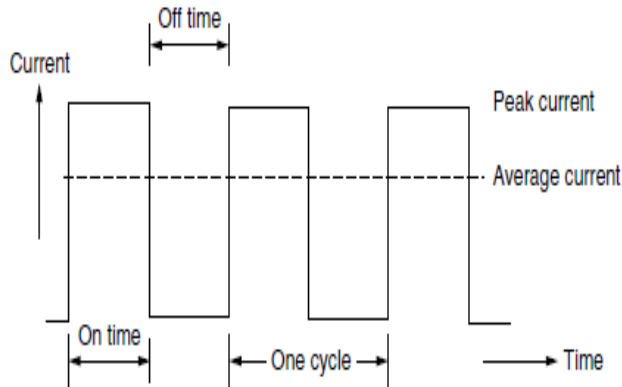 Off time
Current
Peak current
Average current
On time
One cycle
Time